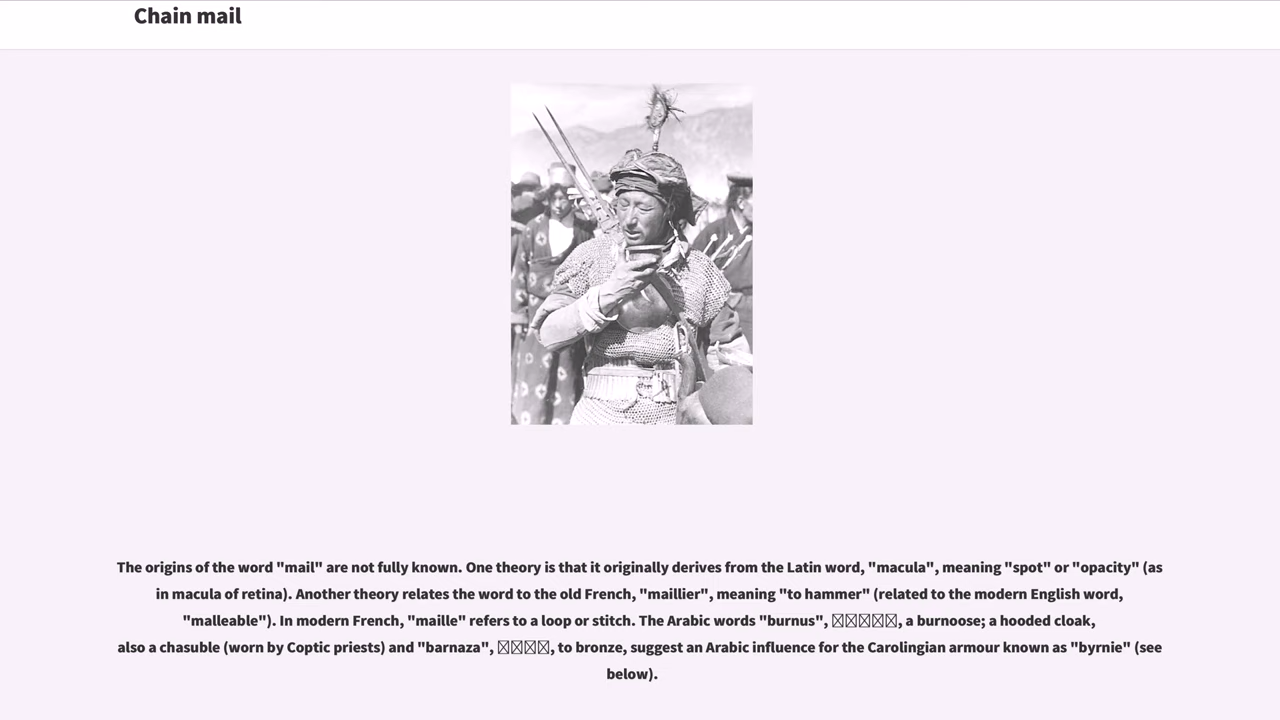 Chain mail
The origins of the word "mail" are not fully known. One theory is that it originally derives from the Latin word, "macula", meaning "spot" or "opacity" (as
in macula of retina). Another theory relates the word to the old French, "maillier", meaning "to hammer" (related to the modern English word,
"malleable"). In modern French, "maille" refers to a loop or stitch. The Arabic words "burnus", , a burnoose; a hooded cloak,
also a chasuble (worn by Coptic priests) and "barnaza", , to bronze, suggest an Arabic influence for the Carolingian armour known as "byrnie" (see
below).